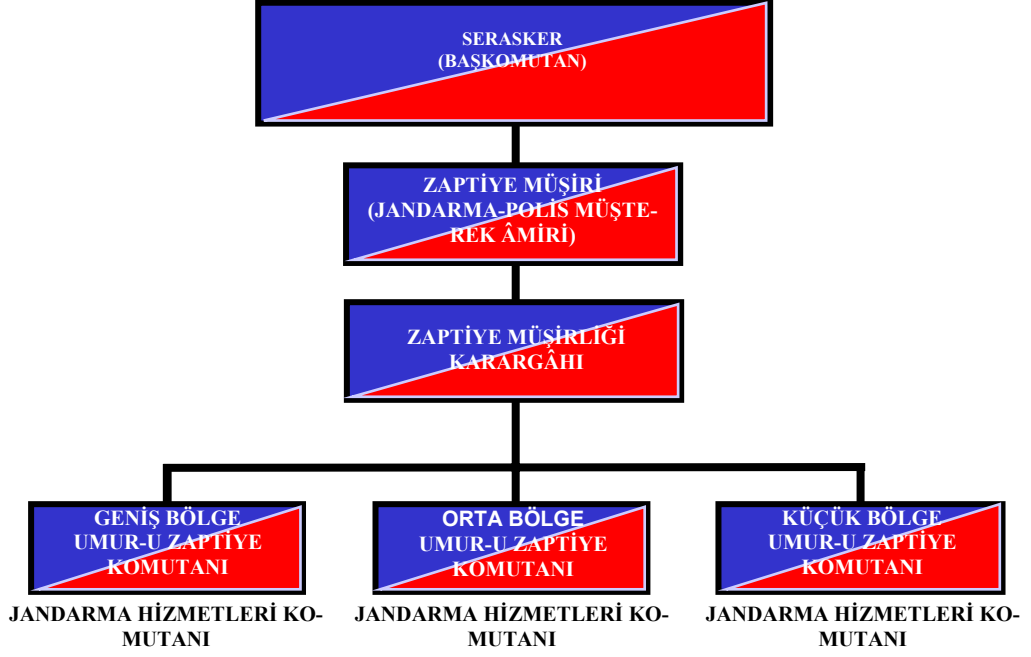 SERASKER
(BAŞKOMUTAN)
ZAPTİYE MÜŞİRİ
(JANDARMA-POLİS MÜŞTE-
REK ÂMİRİ)
ZAPTİYE MÜŞİRLİĞİ
KARARGÂHI
GENİŞ BÖLGE
UMUR-U ZAPTİYE
KOMUTANI
JANDARMA HİZMETLERİ KO-
MUTANI
ORTA BÖLGE
UMUR-U ZAPTİYE
KOMUTANI
JANDARMA HİZMETLERİ KO-
MUTANI
KÜÇÜK BÖLGE
UMUR-U ZAPTİYE
KOMUTANI
JANDARMA HİZMETLERİ KO-
MUTANI